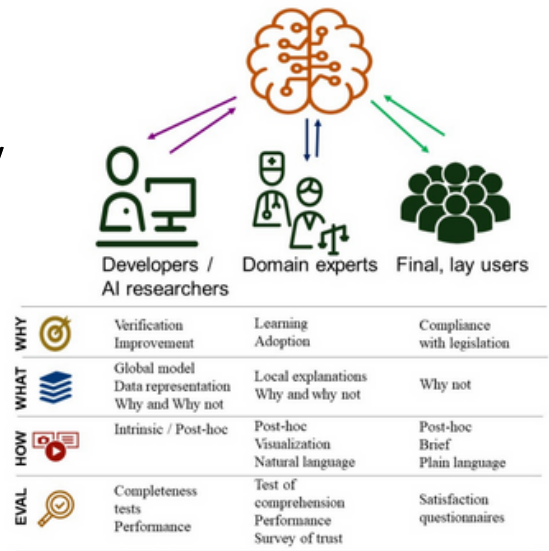 Developers /
AI researchers
Domain experts
Final, lay users
WHY
Verification
Improvement
Learning
Adoption
Compliance
with legislation
WHAT
Global model
Data representation
Why and Why not
Local explanations
Why and why not
Why not
HOW
Intrinsic / Post-hoc
Post-hoc
Visualization
Natural language
Post-hoc
Brief
Plain language
EVAL
Completeness
tests
Performance
Test of
comprehension
Performance
Survey of trust
Satisfaction
questionnaires